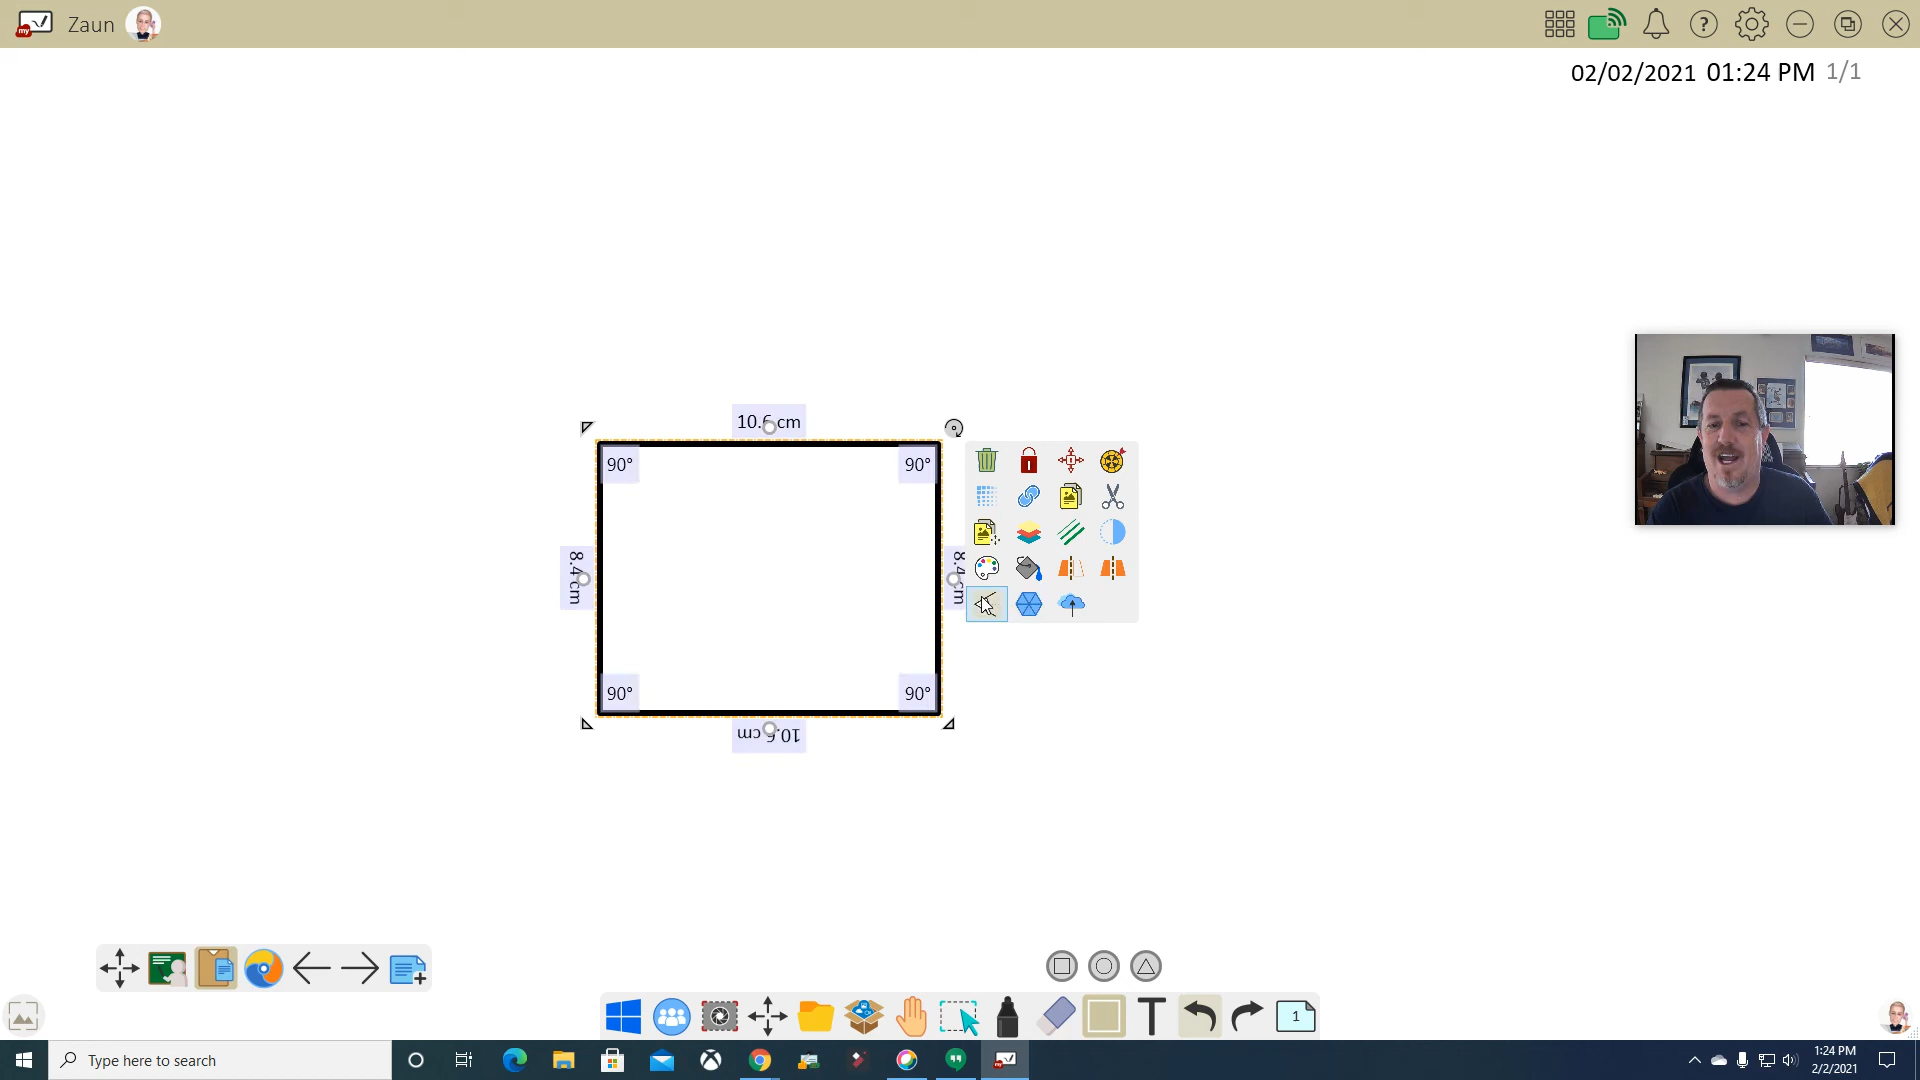 my Zaun
02/02/2021 01:24 PM 1/1
10.6 cm
90° 90°
8.4 cm 8.4 cm
90° 90°
10.6 cm
1
Type here to search
1:24 PM
2/2/2021